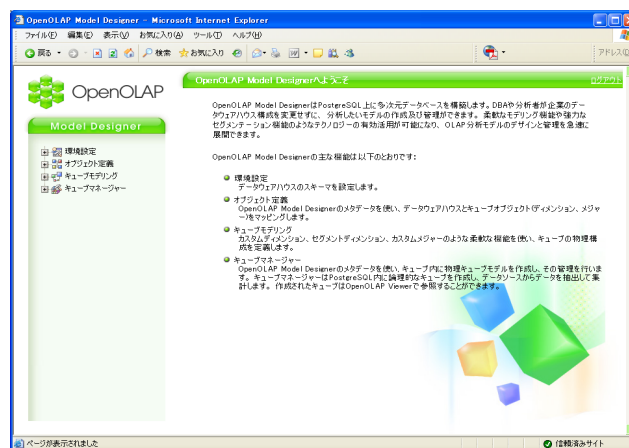 OpenOLAP Model Designer - Microsoft Internet Explorer
ファイル(F) 編集(E) 表示(V) お気に入り(A) ツール(T) ヘルプ(H)
戻る 検索 お気に入り アドレス(D)
OpenOLAP
Model Designer
環境設定
オブジェクト定義
キューブモデリング
キューブマネージャー
OpenOLAP Model Designerへようこそ
ログアウト
OpenOLAP Model DesignerはPostgreSQL上に多次元データベースを構築します。DBAや分析者が企業のデー
タウェアハウス構成を変更せずに、分析したいモデルの作成及び管理ができます。柔軟なモデリング機能や強力な
セグメンテーション機能のようなテクノロジーの有効活用が可能になり、OLAP分析モデルのデザインと管理を急速に
展開できます。
OpenOLAP Model Designerの主な機能は以下のとおりです:
環境設定
データウェアハウスのスキーマを設定します。
オブジェクト定義
OpenOLAP Model Designerのメタデータを使い、データウェアハウスとキューブオブジェクト(ディメンション、メジャ
ー)をマッピングします。
キューブモデリング
カスタムディメンション、セグメントディメンション、カスタムメジャーのような柔軟な機能を使い、キューブの物理構
成を定義します。
キューブマネージャー
OpenOLAP Model Designerのメタデータを使い、キューブ内に物理キューブモデルを作成し、その管理を行いま
す。キューブマネージャーはPostgreSQL内に論理的なキューブを作成し、データソースからデータを抽出して集
計します。 作成されたキューブはOpenOLAP Viewerで参照することができます。
ページが表示されました
信頼済みサイト